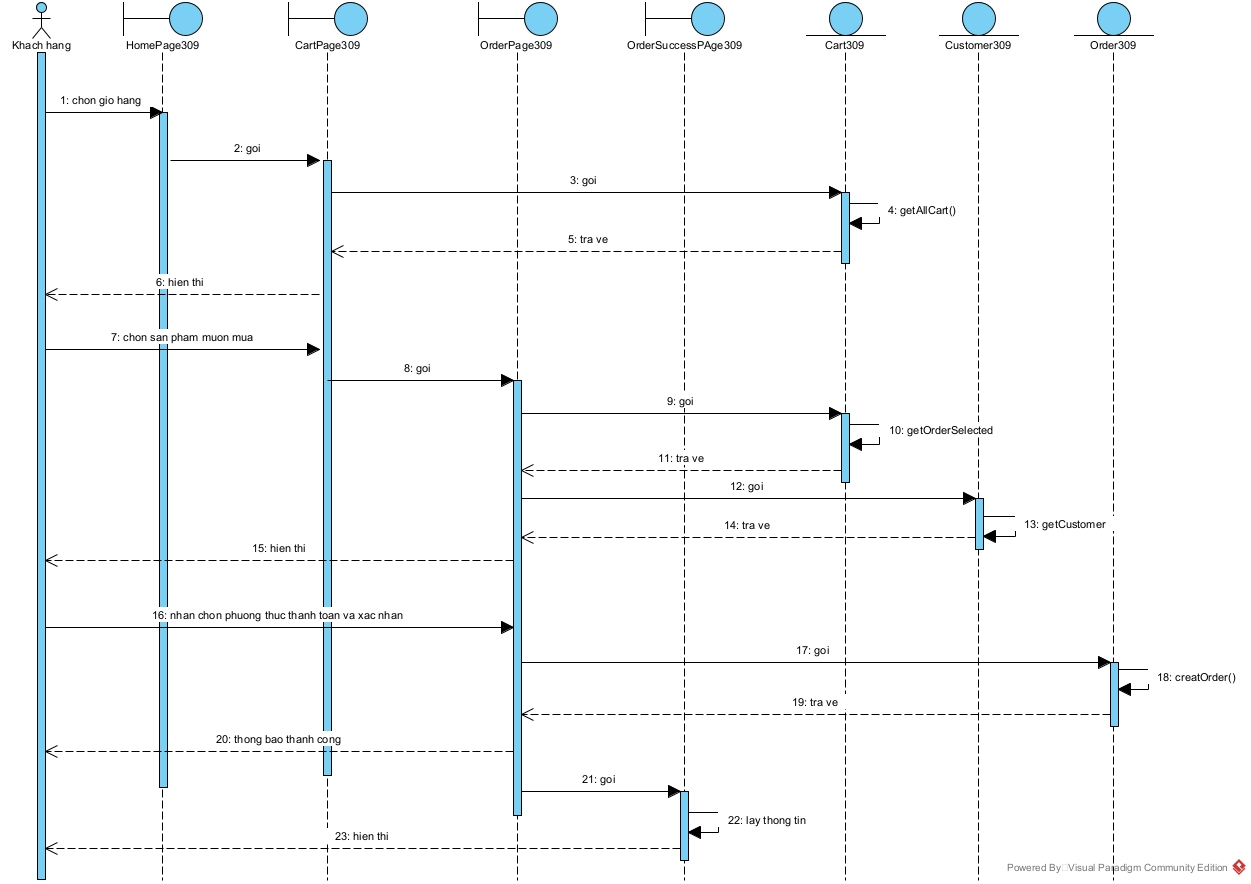 Khach hang
HomePage309
CartPage309
OrderPage309
OrderSuccessPAge309
Cart309
Customer309
Order309
1: chon gio hang
2: goi
3: goi
4: getAllCart()
5: tra ve
6: hien thi
7: chon san pham muon mua
8: goi
9: goi
10: getOrderSelected
11: tra ve
12: goi
13: getCustomer
14: tra ve
15: hien thi
16: nhan chon phuong thuc thanh toan va xac nhan
17: goi
18: creatOrder()
19: tra ve
20: thong bao thanh cong
21: goi
22: lay thong tin
23: hien thi
Powered By Visual Paradigm Community Edition